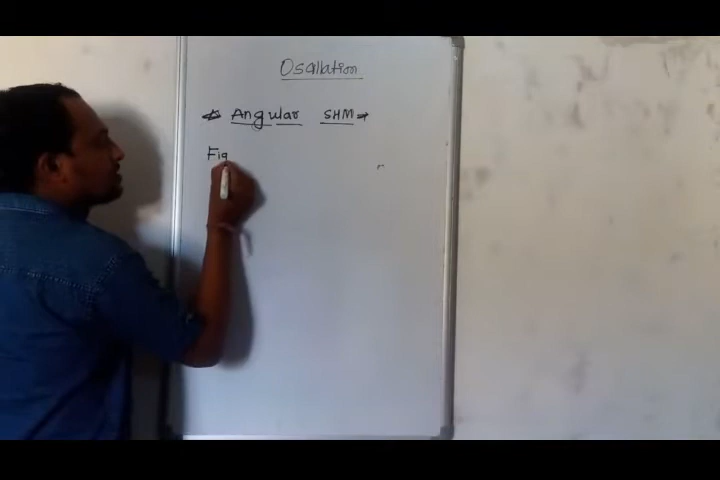 Oscillation
Angular SHM →
Fig